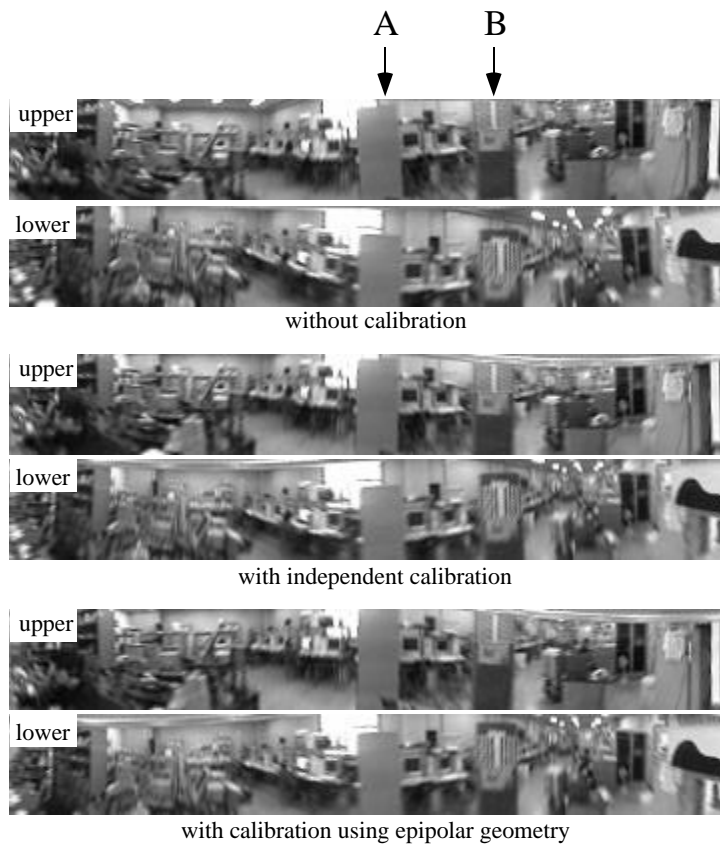 A B
upper
lower
without calibration
upper
lower
with independent calibration
upper
lower
with calibration using epipolar geometry